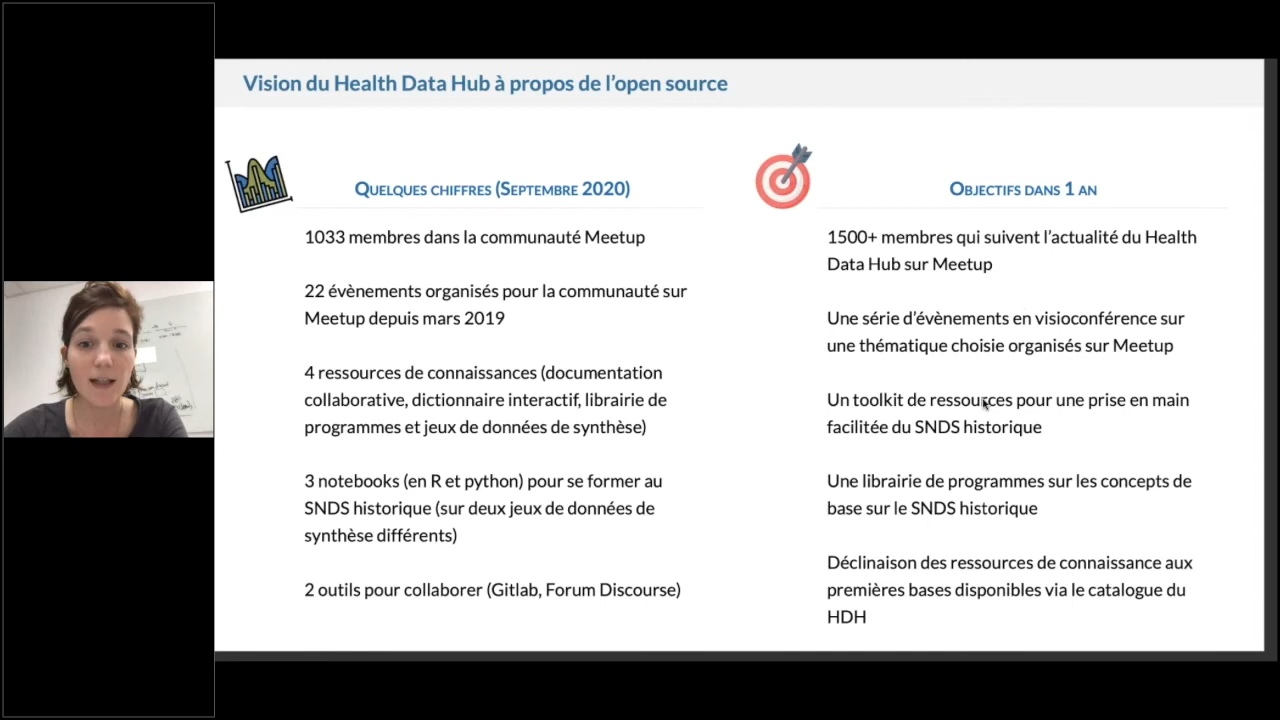 Vision du Health Data Hub à propos de l’open source
Quelques chiffres (Septembre 2020)
1033 membres dans la communauté Meetup
22 évènements organisés pour la communauté sur
Meetup depuis mars 2019
4 ressources de connaissances (documentation
collaborative, dictionnaire interactif, librairie de
programmes et jeux de données de synthèse)
3 notebooks (en R et python) pour se former au
SNDS historique (sur deux jeux de données de
synthèse différents)
2 outils pour collaborer (Gitlab, Forum Discourse)
Objectifs dans 1 an
1500+ membres qui suivent l’actualité du Health
Data Hub sur Meetup
Une série d’évènements en visioconférence sur
une thématique choisie organisés sur Meetup
Un toolkit de ressources pour une prise en main
facilitée du SNDS historique
Une librairie de programmes sur les concepts de
base sur le SNDS historique
Déclinaison des ressources de connaissance aux
premières bases disponibles via le catalogue du
HDH